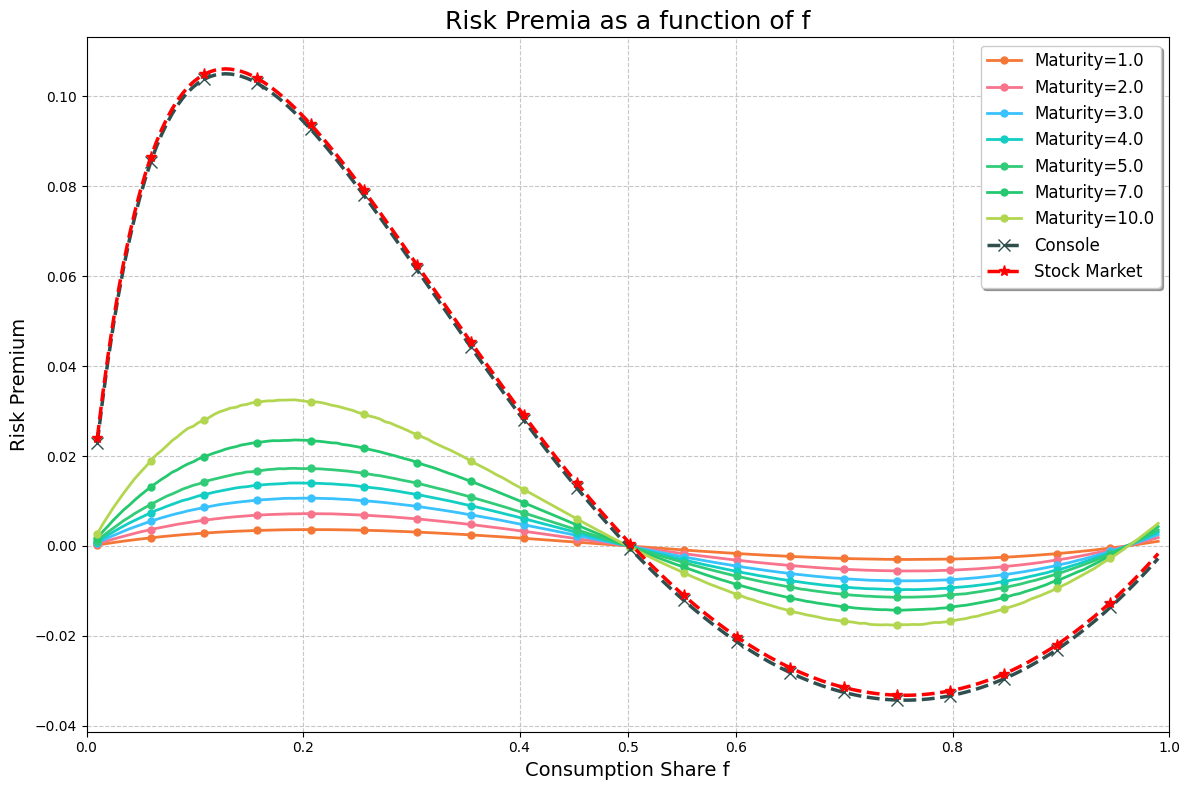 Risk Premia as a function of f
Maturity=1.0
Maturity=2.0
Maturity=3.0
Maturity=4.0
Maturity=5.0
Maturity=7.0
Maturity=10.0
Console
Stock Market
0.10
0.08
0.06
0.04
0.02
0.00
−0.02
−0.04
Risk Premium
0.0
0.2
0.4
0.5
0.6
0.8
1.0
Consumption Share f